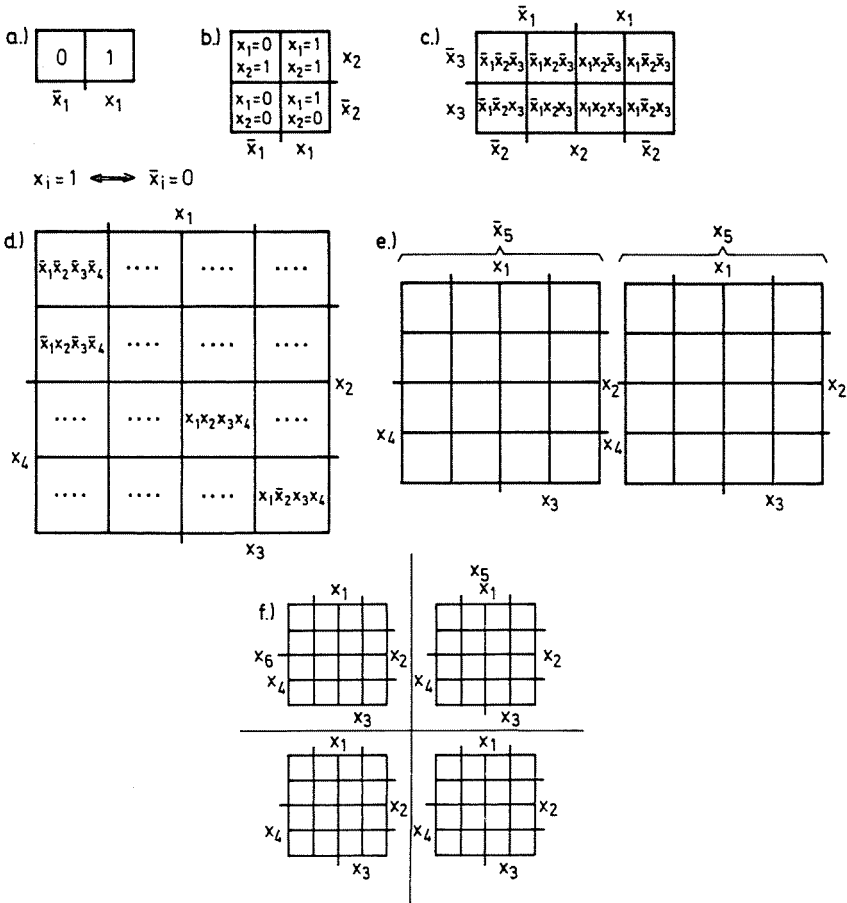 a.)
0 1
x̄₁ x₁
b.)
x₁=0 x₁=1
x₂=1 x₂=1
x₂
x₁=0 x₁=1
x₂=0 x₂=0
x̄₂
x̄₁ x₁
c.)
x̄₁ x₁
x̄₃ x̄₁x̄₂x̄₃ x̄₁x₂x̄₃ x₁x₂x̄₃ x₁x̄₂x̄₃
x₃ x̄₁x̄₂x₃ x̄₁x₂x₃ x₁x₂x₃ x₁x̄₂x₃
x̄₂ x₂ x̄₂
xᵢ=1 ⟺ x̄ᵢ=0
d.)
x₁
x̄₁x̄₂x̄₃x̄₄ .... .... ....
x̄₁x₂x̄₃x̄₄ .... .... ....
x₂
.... .... x₁x₂x₃x₄ ....
x₄
.... .... .... x₁x̄₂x₃x₄
x₃
e.)
x̄₅ x₅
x₁ x₁
x₂ x₂
x₄ x₄
x₃ x₃
f.)
x₅
x₁ x₁
x₆ x₂ x₂
x₄ x₄
x₃ x₃
x₁ x₁
x₂ x₂
x₄ x₄
x₃ x₃